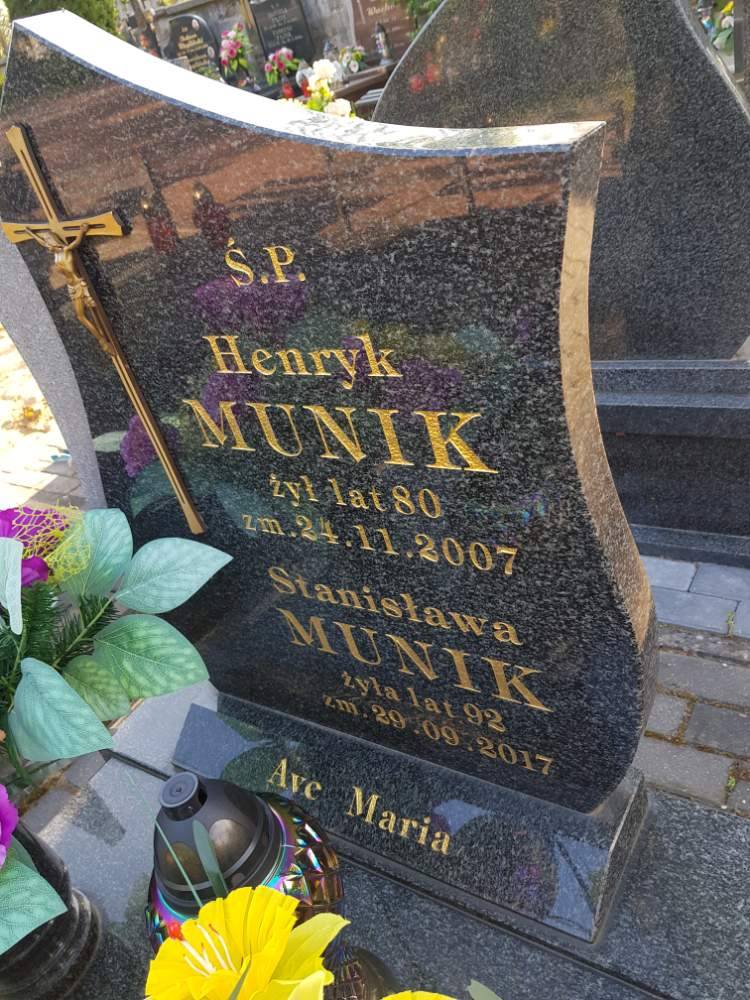 Ś.P.
Henryk
MUNIK
żył lat 80
zm. 24.11.2007
Stanisława
MUNIK
żyła lat 92
zm. 29.09.2017
Ave Maria